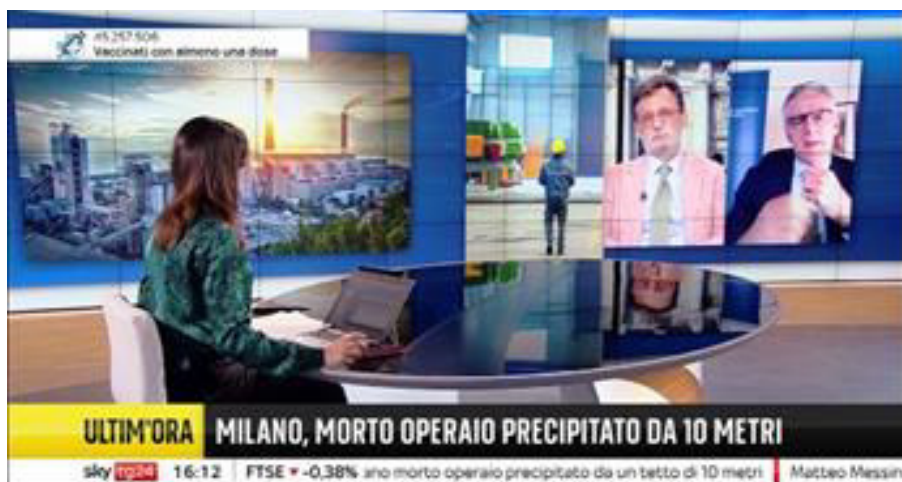 45.257.506
Vaccinati con almeno una dose
ULTIM'ORA MILANO, MORTO OPERAIO PRECIPITATO DA 10 METRI
sky tg24 16:12 FTSE ▼ -0,38% ano morto operaio precipitato da un tetto di 10 metri Matteo Messin